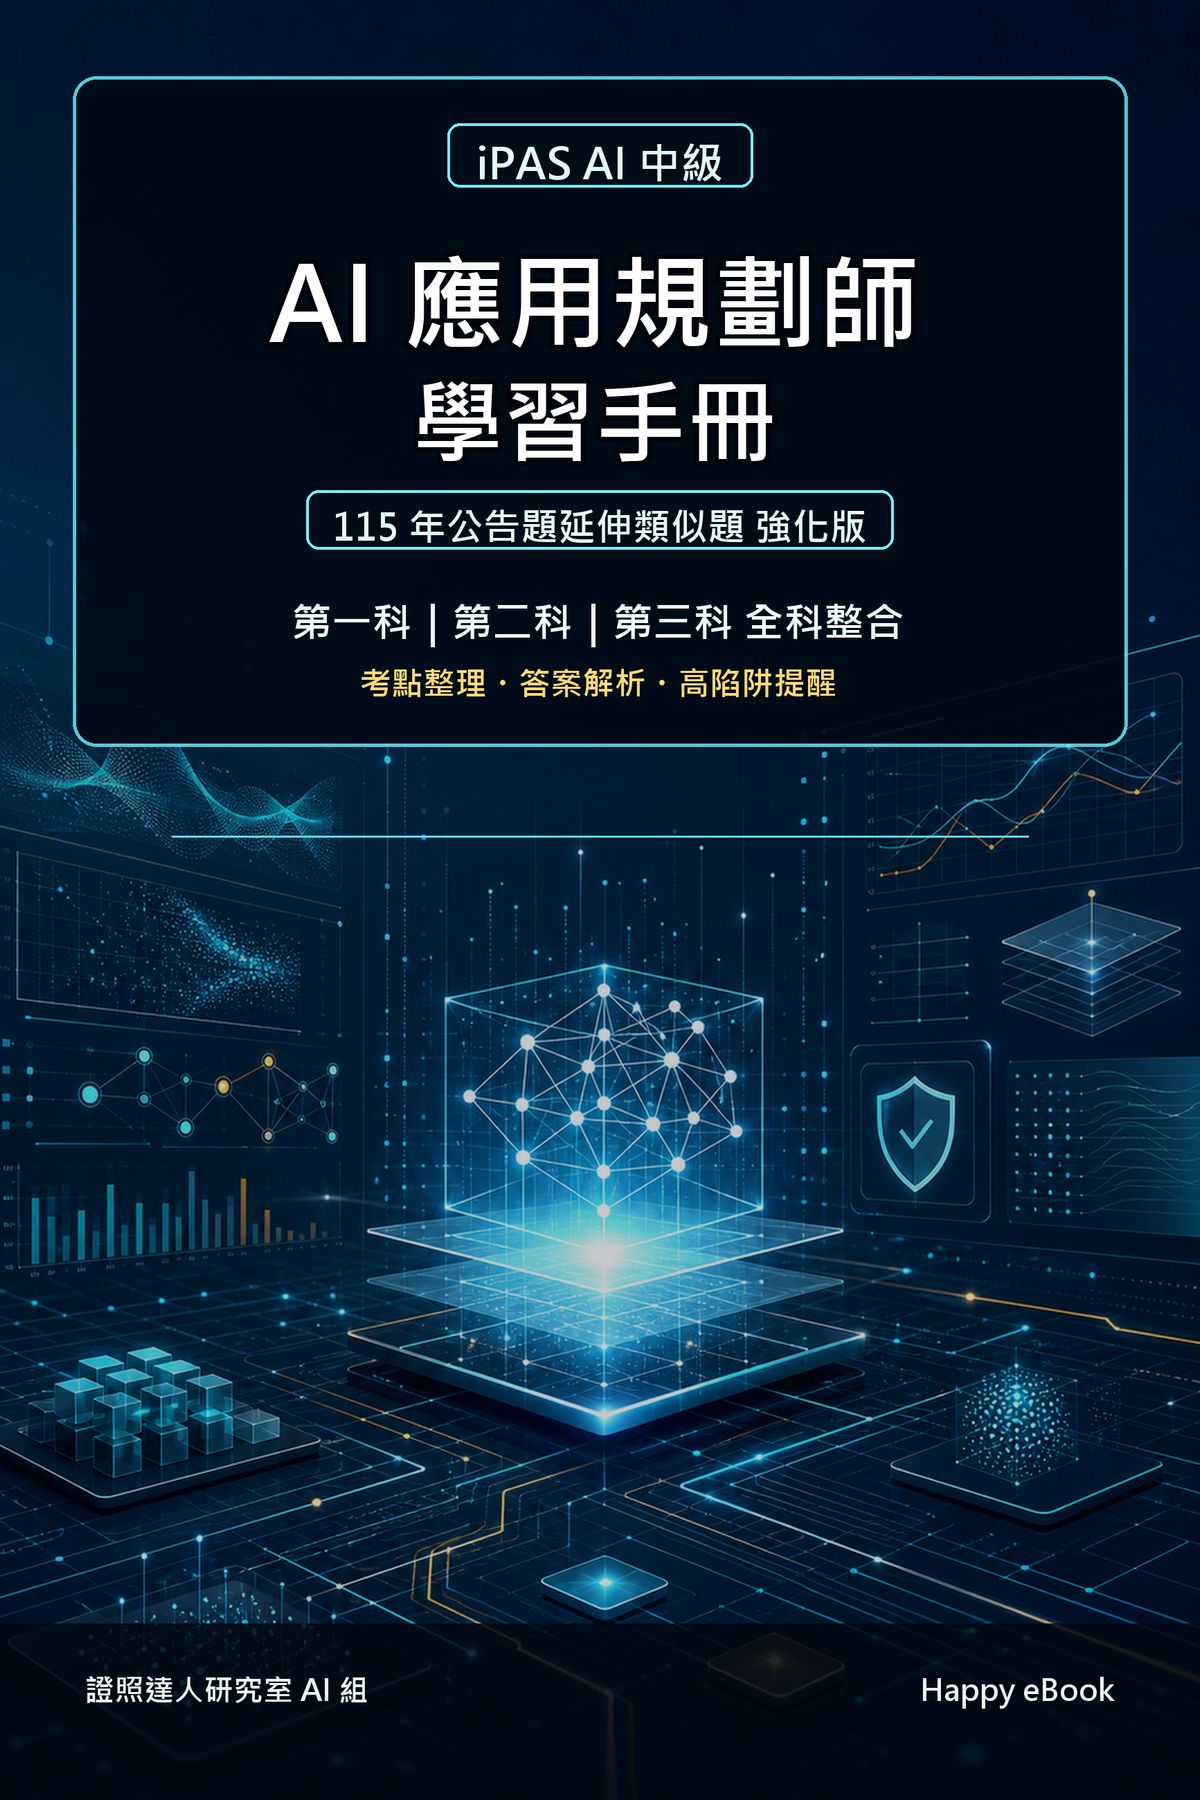 iPAS AI 中級
AI 應用規劃師
學習手冊
115 年公告題延伸類似題 強化版
第一科 | 第二科 | 第三科 全科整合
考點整理・答案解析・高陷阱提醒
證照達人研究室 AI 組
Happy eBook